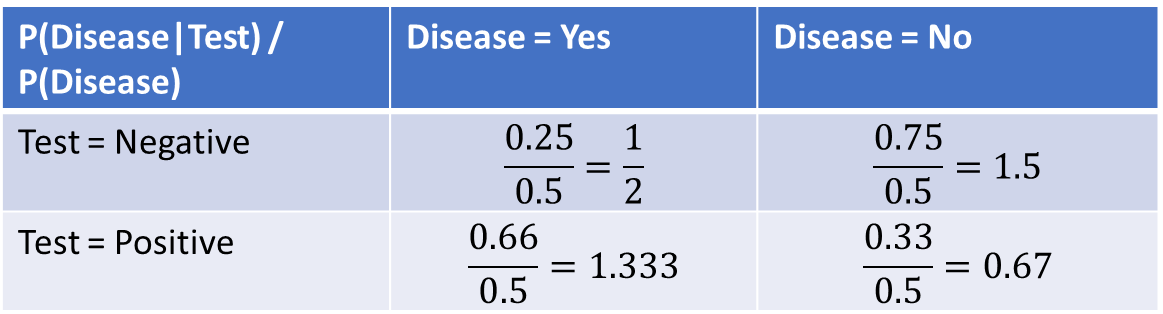 P(Disease|Test) / P(Disease) Disease = Yes Disease = No
Test = Negative 0.25/0.5 = 1/2 0.75/0.5 = 1.5
Test = Positive 0.66/0.5 = 1.333 0.33/0.5 = 0.67